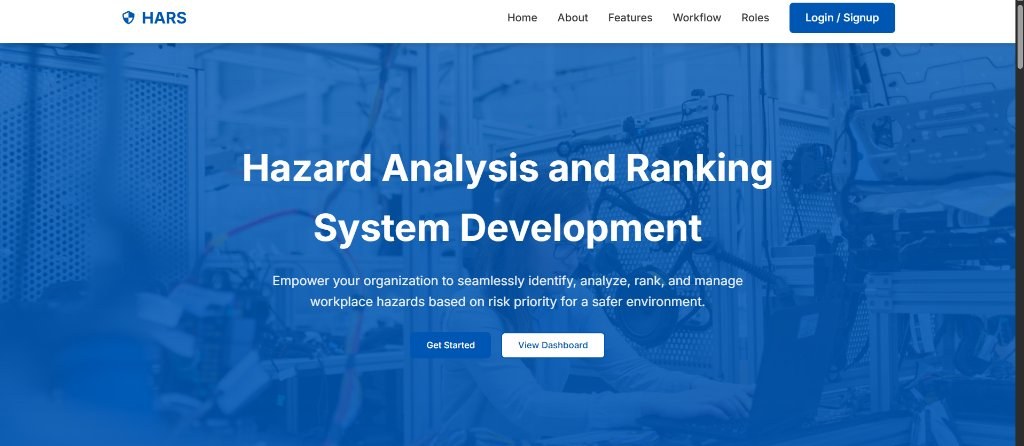 HARS
Home About Features Workflow Roles Login / Signup
Hazard Analysis and Ranking
System Development
Empower your organization to seamlessly identify, analyze, rank, and manage
workplace hazards based on risk priority for a safer environment.
Get Started View Dashboard